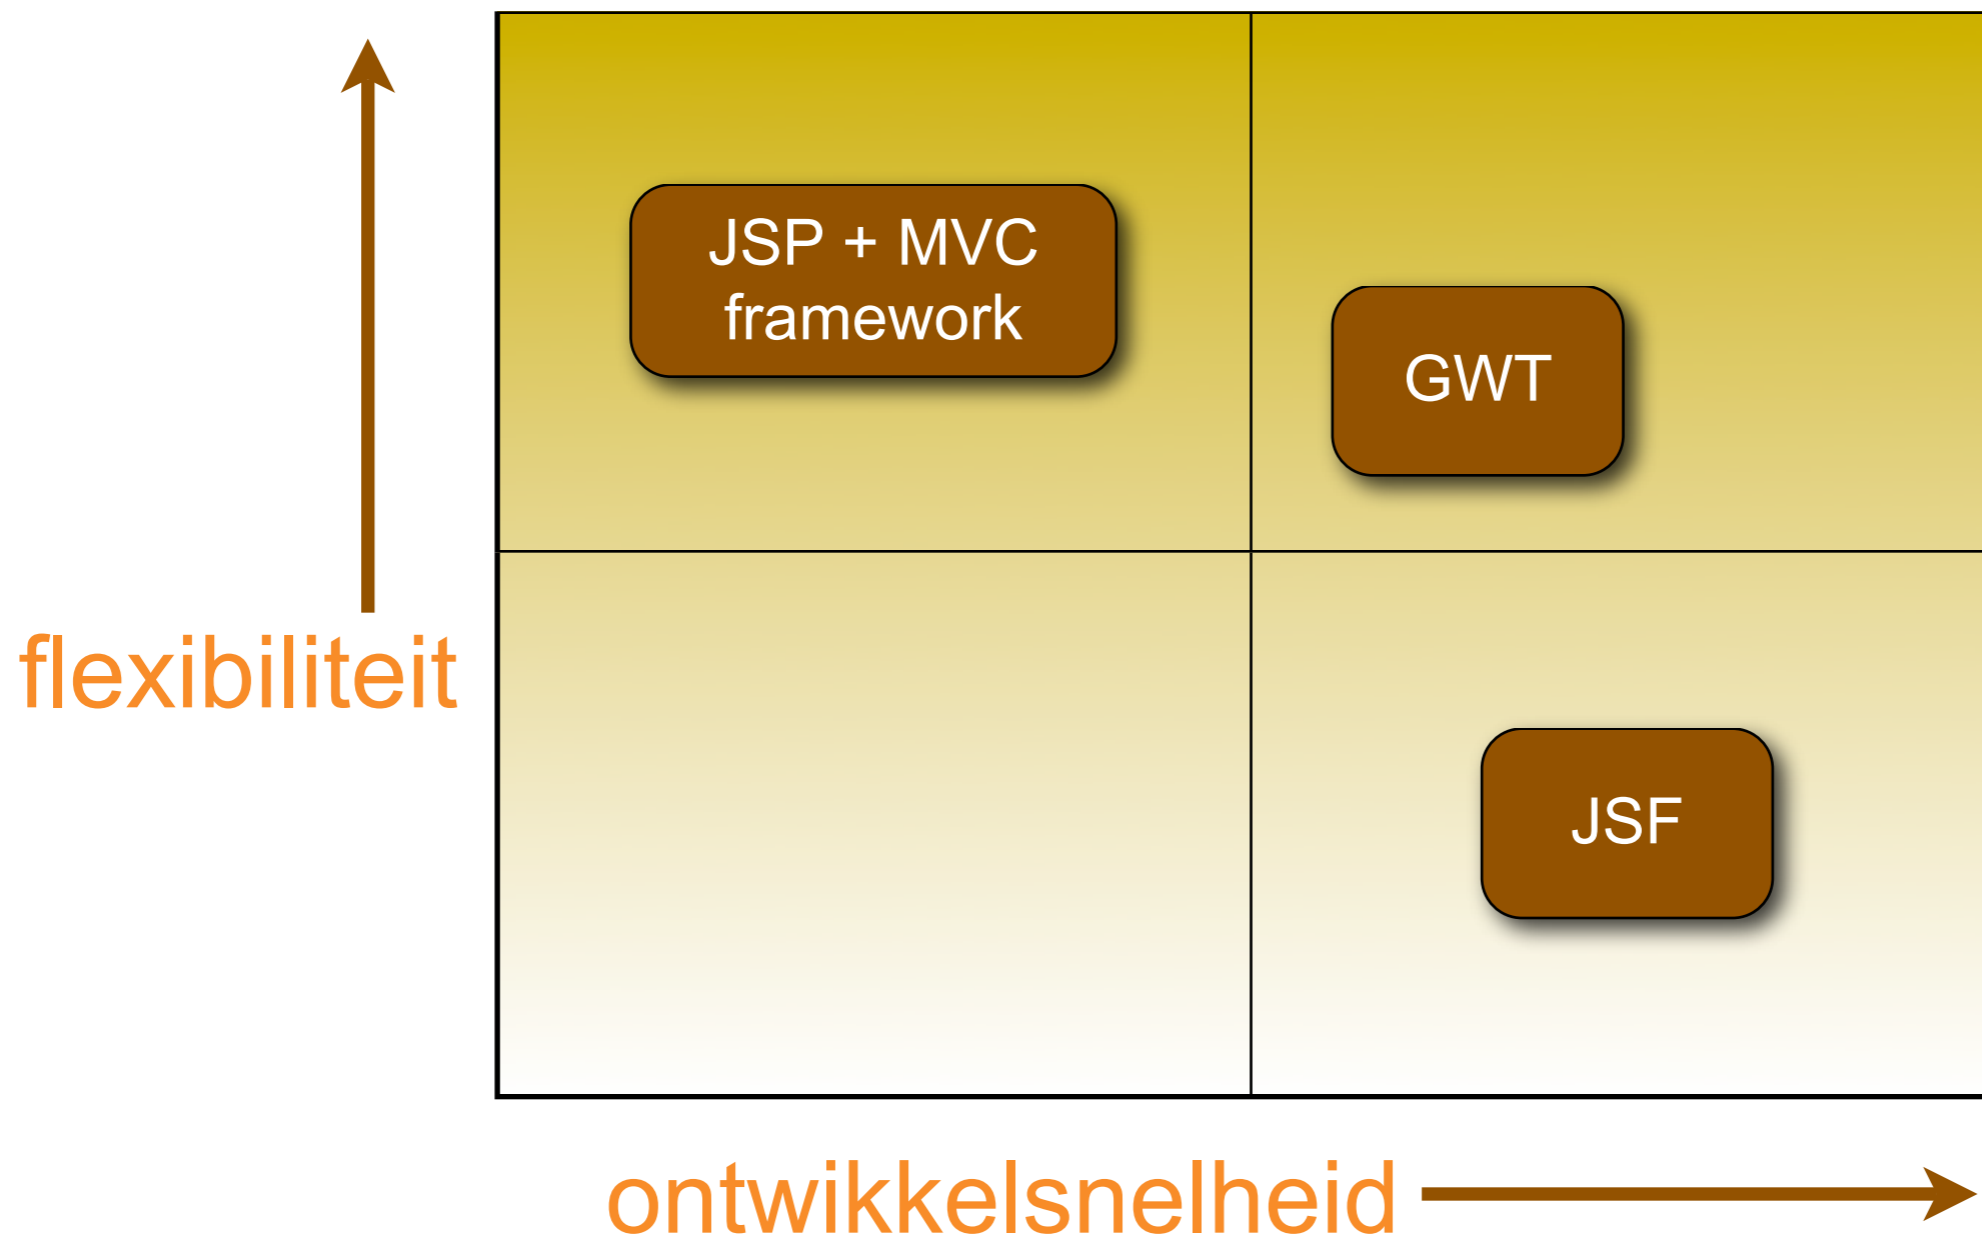 JSP + MVC
framework
GWT
flexibiliteit
JSF
ontwikkelsnelheid